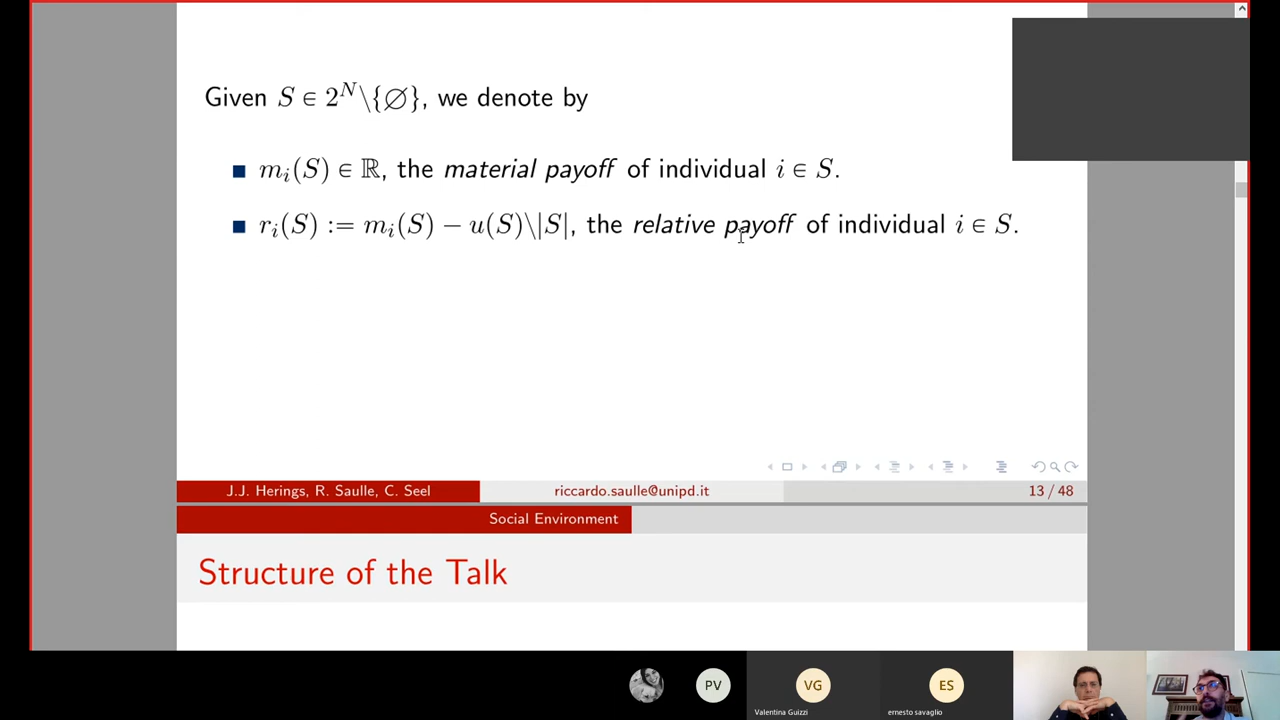 Given S ∈ 2^N\{∅}, we denote by
m_i(S) ∈ ℝ, the material payoff of individual i ∈ S.
r_i(S) := m_i(S) − u(S)\|S|, the relative payoff of individual i ∈ S.
J.J. Herings, R. Saulle, C. Seel
riccardo.saulle@unipd.it
13 / 48
Social Environment
Structure of the Talk
PV
VG
ES
Valentina Guizzi
ernesto savaglio